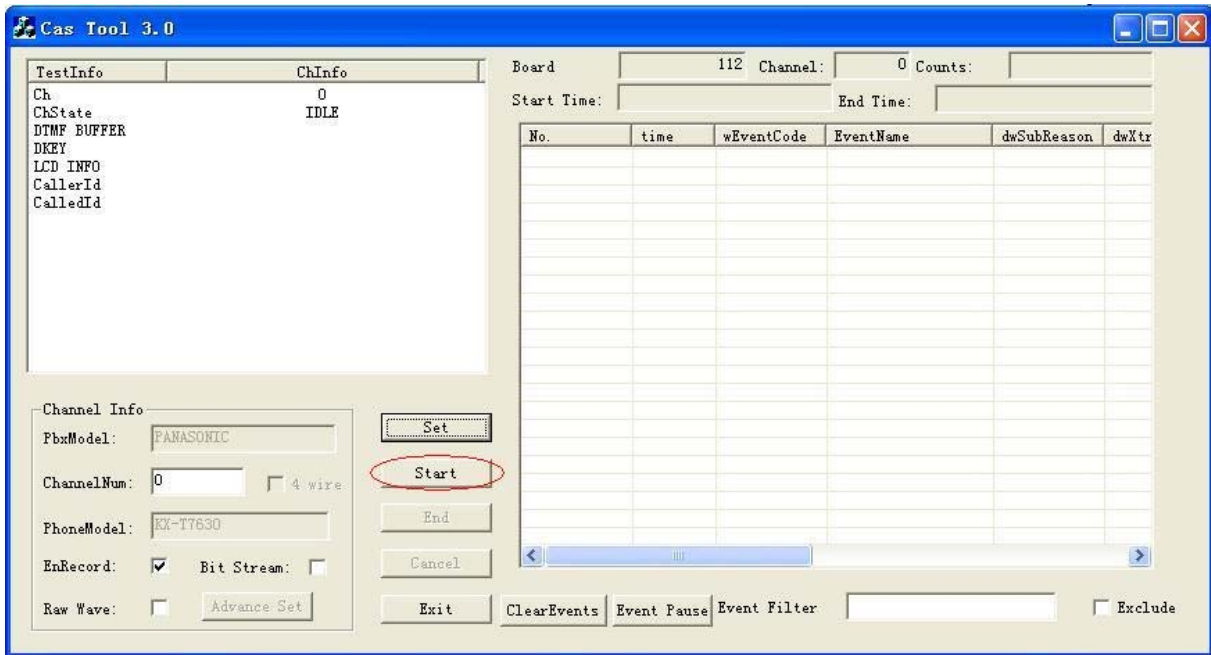 Cas Tool 3.0
TestInfo ChInfo
Ch 0
ChState IDLE
DTMF BUFFER
DKEY
LCD INFO
CallerId
CalledId
Board 112 Channel: 0 Counts:
Start Time: End Time:
No. time wEventCode EventName dwSubReason dwXtr
Channel Info
PbxModel: PANASONIC
ChannelNum: 0 4 wire
PhoneModel: KX-T7630
EnRecord: Bit Stream:
Raw Wave: Advance Set
Set
Start
End
Cancel
Exit
ClearEvents Event Pause Event Filter Exclude